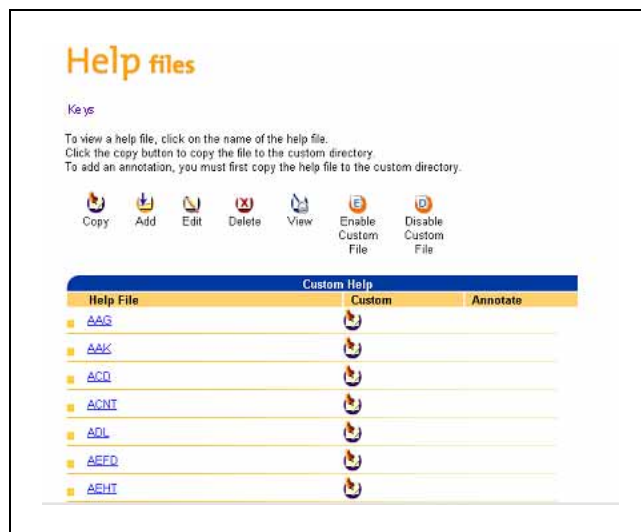 Help files
Keys
To view a help file, click on the name of the help file.
Click the copy button to copy the file to the custom directory.
To add an annotation, you must first copy the help file to the custom directory.
Copy Add Edit Delete View Enable Custom File Disable Custom File
Custom Help
Help File Custom Annotate
AAG
AAK
ACD
ACNT
ADL
AEFD
AEHT